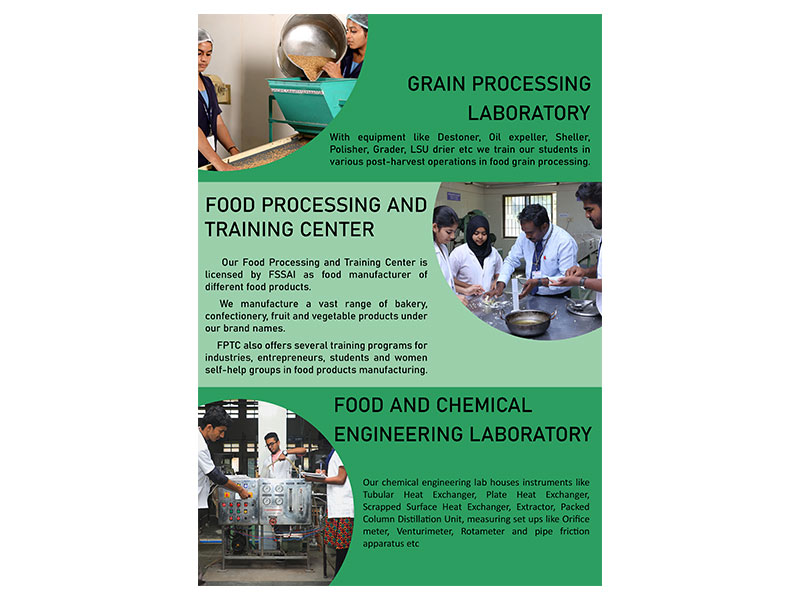 GRAIN PROCESSING
LABORATORY
With equipment like Destoner, Oil expeller, Sheller,
Polisher, Grader, LSU drier etc we train our students in
various post-harvest operations in food grain processing.
FOOD PROCESSING AND
TRAINING CENTER
Our Food Processing and Training Center is
licensed by FSSAI as food manufacturer of
different food products.
We manufacture a vast range of bakery,
confectionery, fruit and vegetable products under
our brand names.
FPTC also offers several training programs for
industries, entrepreneurs, students and women
self-help groups in food products manufacturing.
FOOD AND CHEMICAL
ENGINEERING LABORATORY
Our chemical engineering lab houses instruments like
Tubular Heat Exchanger, Plate Heat Exchanger,
Scrapped Surface Heat Exchanger, Extractor, Packed
Column Distillation Unit, measuring set ups like Orifice
meter, Venturimeter, Rotameter and pipe friction
apparatus etc